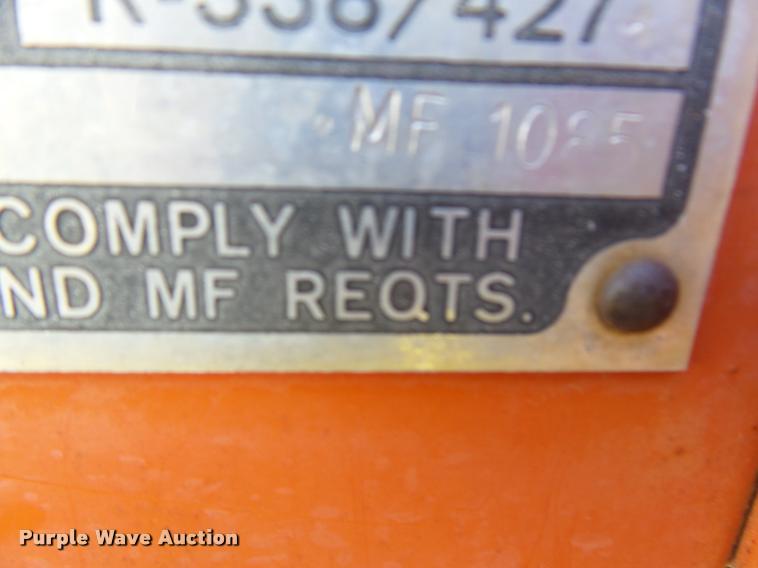 MF
COMPLY WITH
ND MF REQTS.
Purple Wave Auction